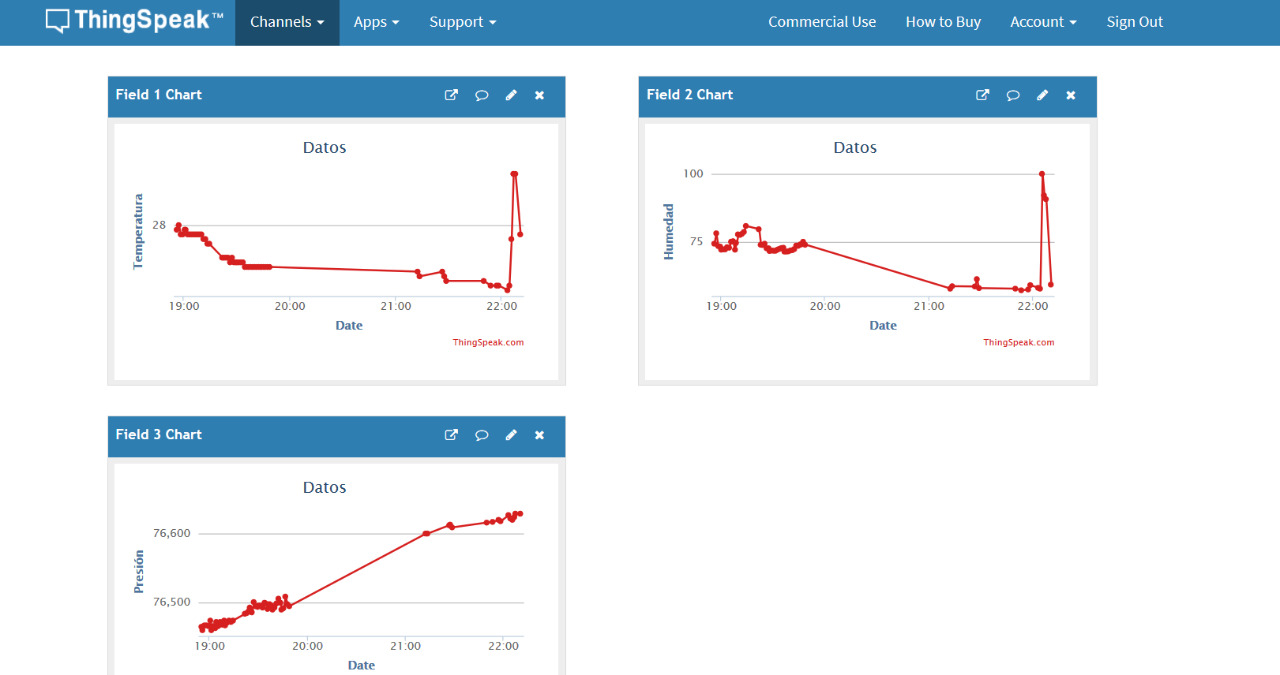 ThingSpeak™ Channels Apps Support Commercial Use How to Buy Account Sign Out
Field 1 Chart
Datos
Temperatura
28
19:00 20:00 21:00 22:00
Date
ThingSpeak.com
Field 2 Chart
Datos
Humedad
100
75
19:00 20:00 21:00 22:00
Date
ThingSpeak.com
Field 3 Chart
Datos
Presión
76,600
76,500
19:00 20:00 21:00 22:00
Date